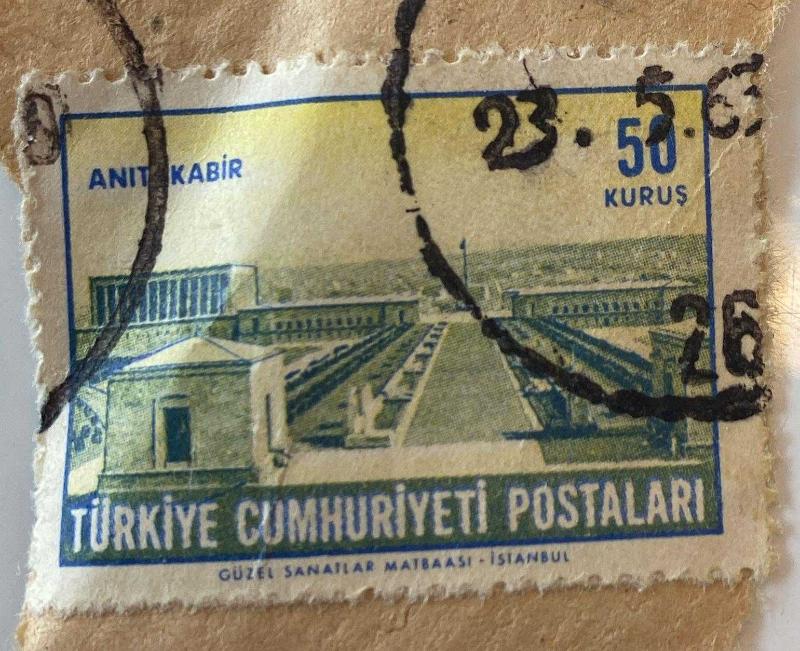 23.5.63
50
ANIT KABİR
KURUŞ
26
TÜRKİYE CUMHURİYETİ POSTALARI
GÜZEL SANATLAR MATBAASI - İSTANBUL